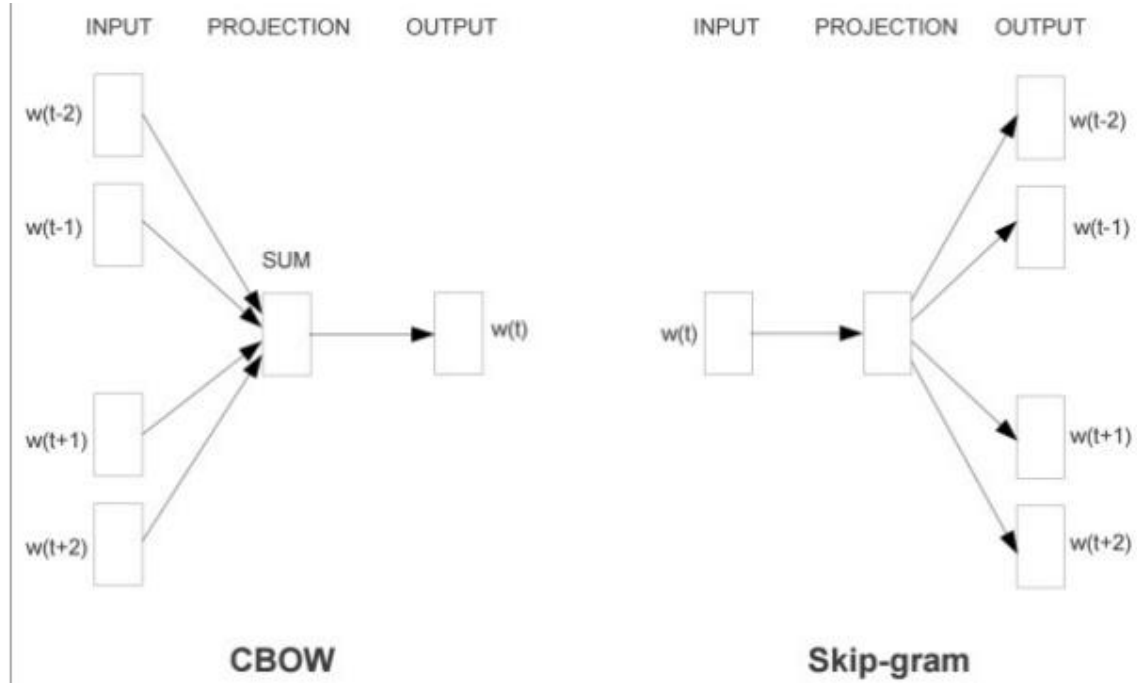 INPUT PROJECTION OUTPUT
w(t-2)
w(t-1)
SUM
w(t)
w(t+1)
w(t+2)
CBOW
INPUT PROJECTION OUTPUT
w(t-2)
w(t-1)
w(t)
w(t+1)
w(t+2)
Skip-gram